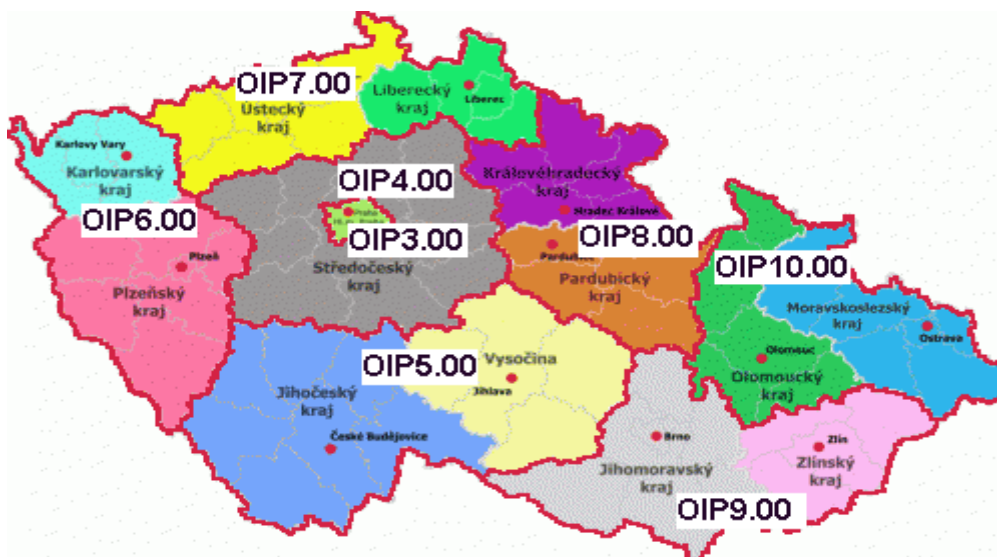 OIP7.00
Ústecký
kraj
Liberecký
kraj
Liberec
Karlovy Vary
Karlovarský
kraj
OIP4.00
Královéhradecký
kraj
Hradec Králové
OIP6.00
Praha
OIP3.00
OIP8.00
Plzeň
Plzeňský
kraj
Středočeský
kraj
Pardubický
kraj
OIP10.00
Moravskoslezský
kraj
Ostrava
OIP5.00
Vysočina
Jihlava
Olomouc
Olomoucký
kraj
Jihočeský
kraj
České Budějovice
Brno
Jihomoravský
kraj
Zlín
Zlínský
kraj
OIP9.00